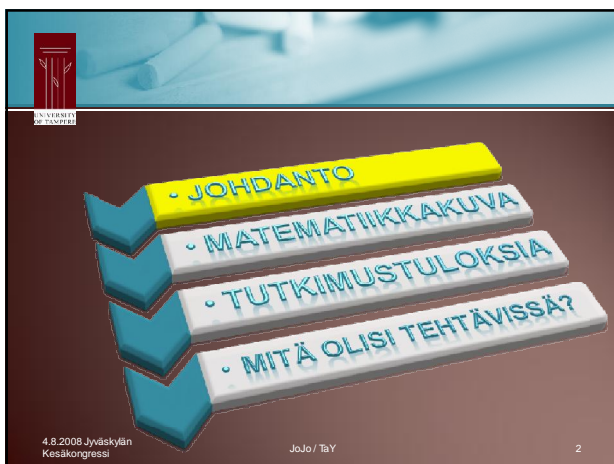 UNIVERSITY
OF TAMPERE
• JOHDANTO
• MATEMATIIKKAKUVA
• TUTKIMUSTULOKSIA
• MITÄ OLISI TEHTÄVISSÄ?
4.8.2008 Jyväskylän
Kesäkongressi
JoJo / TaY
2